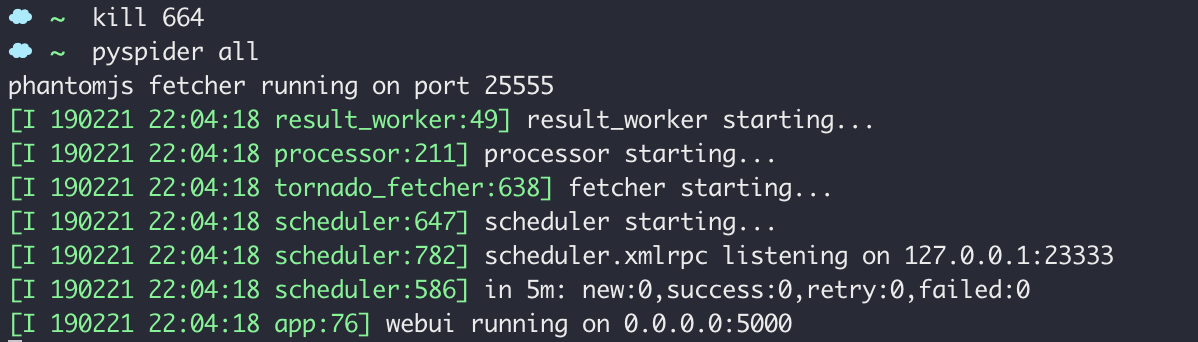 ~ kill 664
~ pyspider all
phantomjs fetcher running on port 25555
[I 190221 22:04:18 result_worker:49] result_worker starting...
[I 190221 22:04:18 processor:211] processor starting...
[I 190221 22:04:18 tornado_fetcher:638] fetcher starting...
[I 190221 22:04:18 scheduler:647] scheduler starting...
[I 190221 22:04:18 scheduler:782] scheduler.xmlrpc listening on 127.0.0.1:23333
[I 190221 22:04:18 scheduler:586] in 5m: new:0,success:0,retry:0,failed:0
[I 190221 22:04:18 app:76] webui running on 0.0.0.0:5000